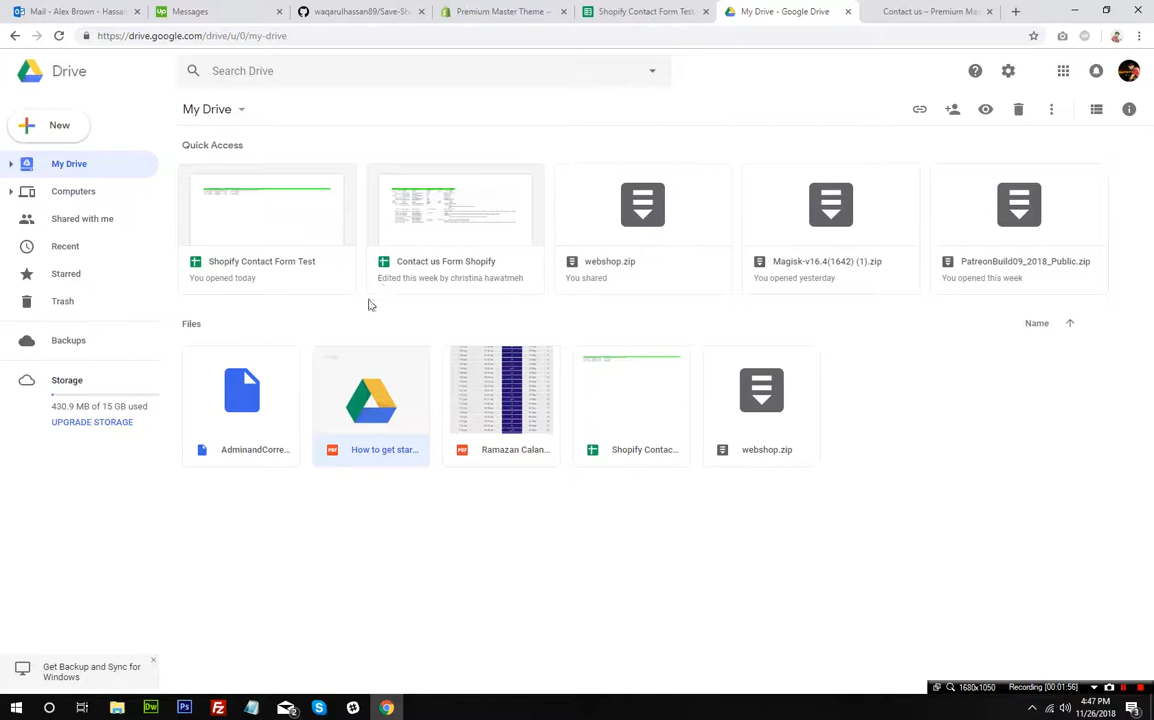 Mail - Alex Brown - Hassan
Messages
waqarulhassan89/Save-Sh
Premium Master Theme ~
Shopify Contact Form Test
My Drive - Google Drive
Contact us – Premium Mas
https://drive.google.com/drive/u/0/my-drive
Drive
Search Drive
My Drive
New
Quick Access
My Drive
Computers
Shared with me
Recent
Starred
Trash
Backups
Storage
430.9 MB of 15 GB used
UPGRADE STORAGE
Shopify Contact Form Test
You opened today
Contact us Form Shopify
Edited this week by christina hawatmeh
webshop.zip
You shared
Magisk-v16.4(1642) (1).zip
You opened yesterday
PatreonBuild09_2018_Public.zip
You opened this week
Files
Name
AdminandCorre...
PDF
How to get star...
PDF
Ramazan Calan...
Shopify Contac...
webshop.zip
Get Backup and Sync for
Windows
1680x1050
Recording [00:01:56]
4:47 PM
11/26/2018